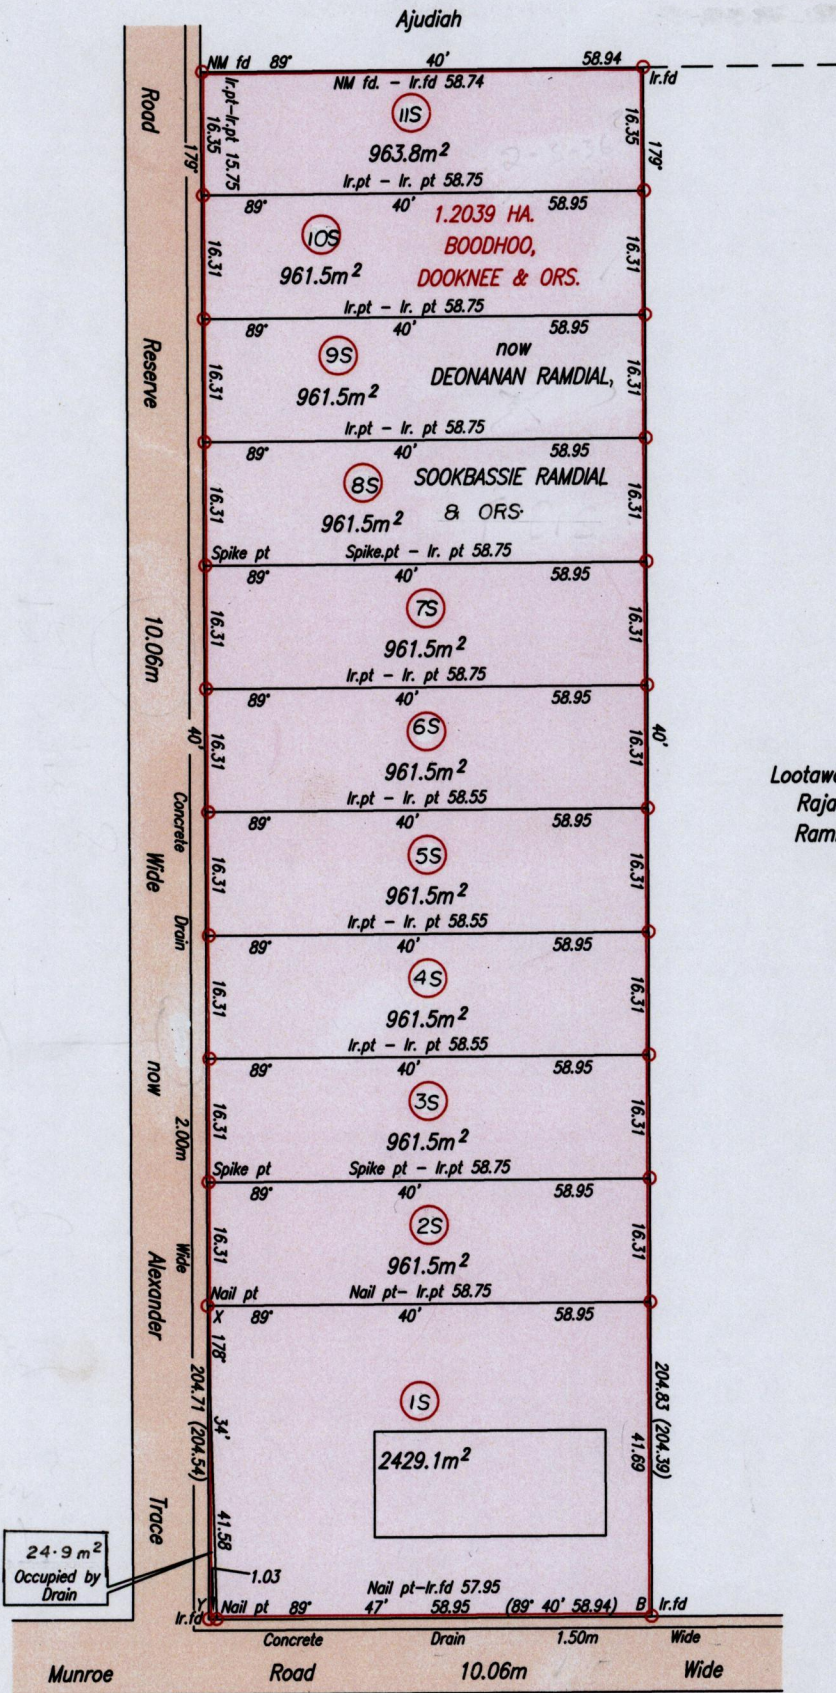 Ajudiah
NM fd 89° 40' 58.94
Ir.fd
NM fd. - Ir.fd 58.74
Ir.pt-Ir.pt 15.75
16.35
16.35
179°
179°
11S
963.8m²
Ir.pt - Ir. pt 58.75
89° 40' 58.95
1.2039 HA.
BOODHOO,
DOOKNEE & ORS.
10S
961.5m²
16.31
16.31
Ir.pt - Ir. pt 58.75
89° 40' 58.95
now
DEONANAN RAMDIAL,
9S
961.5m²
16.31
16.31
Ir.pt - Ir. pt 58.75
89° 40' 58.95
SOOKBASSIE RAMDIAL
& ORS.
8S
961.5m²
16.31
16.31
Spike pt Spike.pt - Ir. pt 58.75
89° 40' 58.95
7S
961.5m²
16.31
16.31
Ir.pt - Ir. pt 58.75
89° 40' 58.95
6S
961.5m²
16.31
16.31
40'
40'
Ir.pt - Ir. pt 58.55
89° 40' 58.95
5S
961.5m²
16.31
16.31
Ir.pt - Ir. pt 58.55
89° 40' 58.95
4S
961.5m²
16.31
16.31
Ir.pt - Ir. pt 58.55
89° 40' 58.95
3S
961.5m²
16.31
16.31
Spike pt Spike pt - Ir.pt 58.75
89° 40' 58.95
2S
961.5m²
16.31
16.31
Nail pt Nail pt- Ir.pt 58.75
X 89° 40' 58.95
178° 34' 41.58
204.71 (204.54)
204.83 (204.39)
41.69
1S
2429.1m²
1.03
24.9 m²
Occupied by
Drain
Nail pt-Ir.fd 57.95
Y Nail pt 89° 47' 58.95 (89° 40' 58.94) B Ir.fd
Ir.fd
Concrete Drain 1.50m Wide
Munroe Road 10.06m Wide
Road Reserve 10.06m Wide now Alexander Trace
Concrete Drain 2.00m Wide